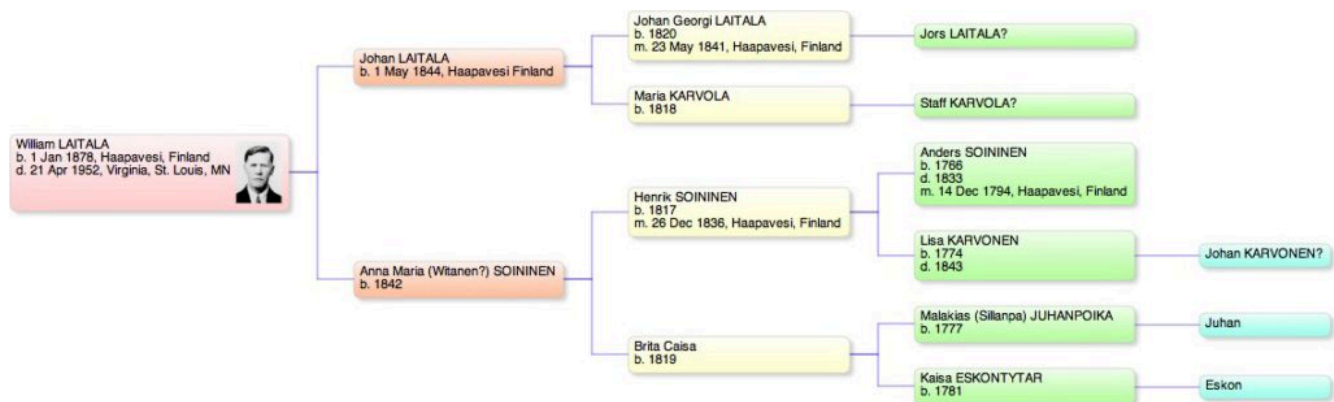 William LAITALA
b. 1 Jan 1878, Haapavesi, Finland
d. 21 Apr 1952, Virginia, St. Louis, MN
Johan LAITALA
b. 1 May 1844, Haapavesi Finland
Anna Maria (Witanen?) SOININEN
b. 1842
Johan Georgi LAITALA
b. 1820
m. 23 May 1841, Haapavesi, Finland
Maria KARVOLA
b. 1818
Henrik SOININEN
b. 1817
m. 26 Dec 1836, Haapavesi, Finland
Brita Caisa
b. 1819
Jors LAITALA?
Staff KARVOLA?
Anders SOININEN
b. 1766
d. 1833
m. 14 Dec 1794, Haapavesi, Finland
Lisa KARVONEN
b. 1774
d. 1843
Malakias (Sillanpa) JUHANPOIKA
b. 1777
Kaisa ESKONTYTAR
b. 1781
Johan KARVONEN?
Juhan
Eskon